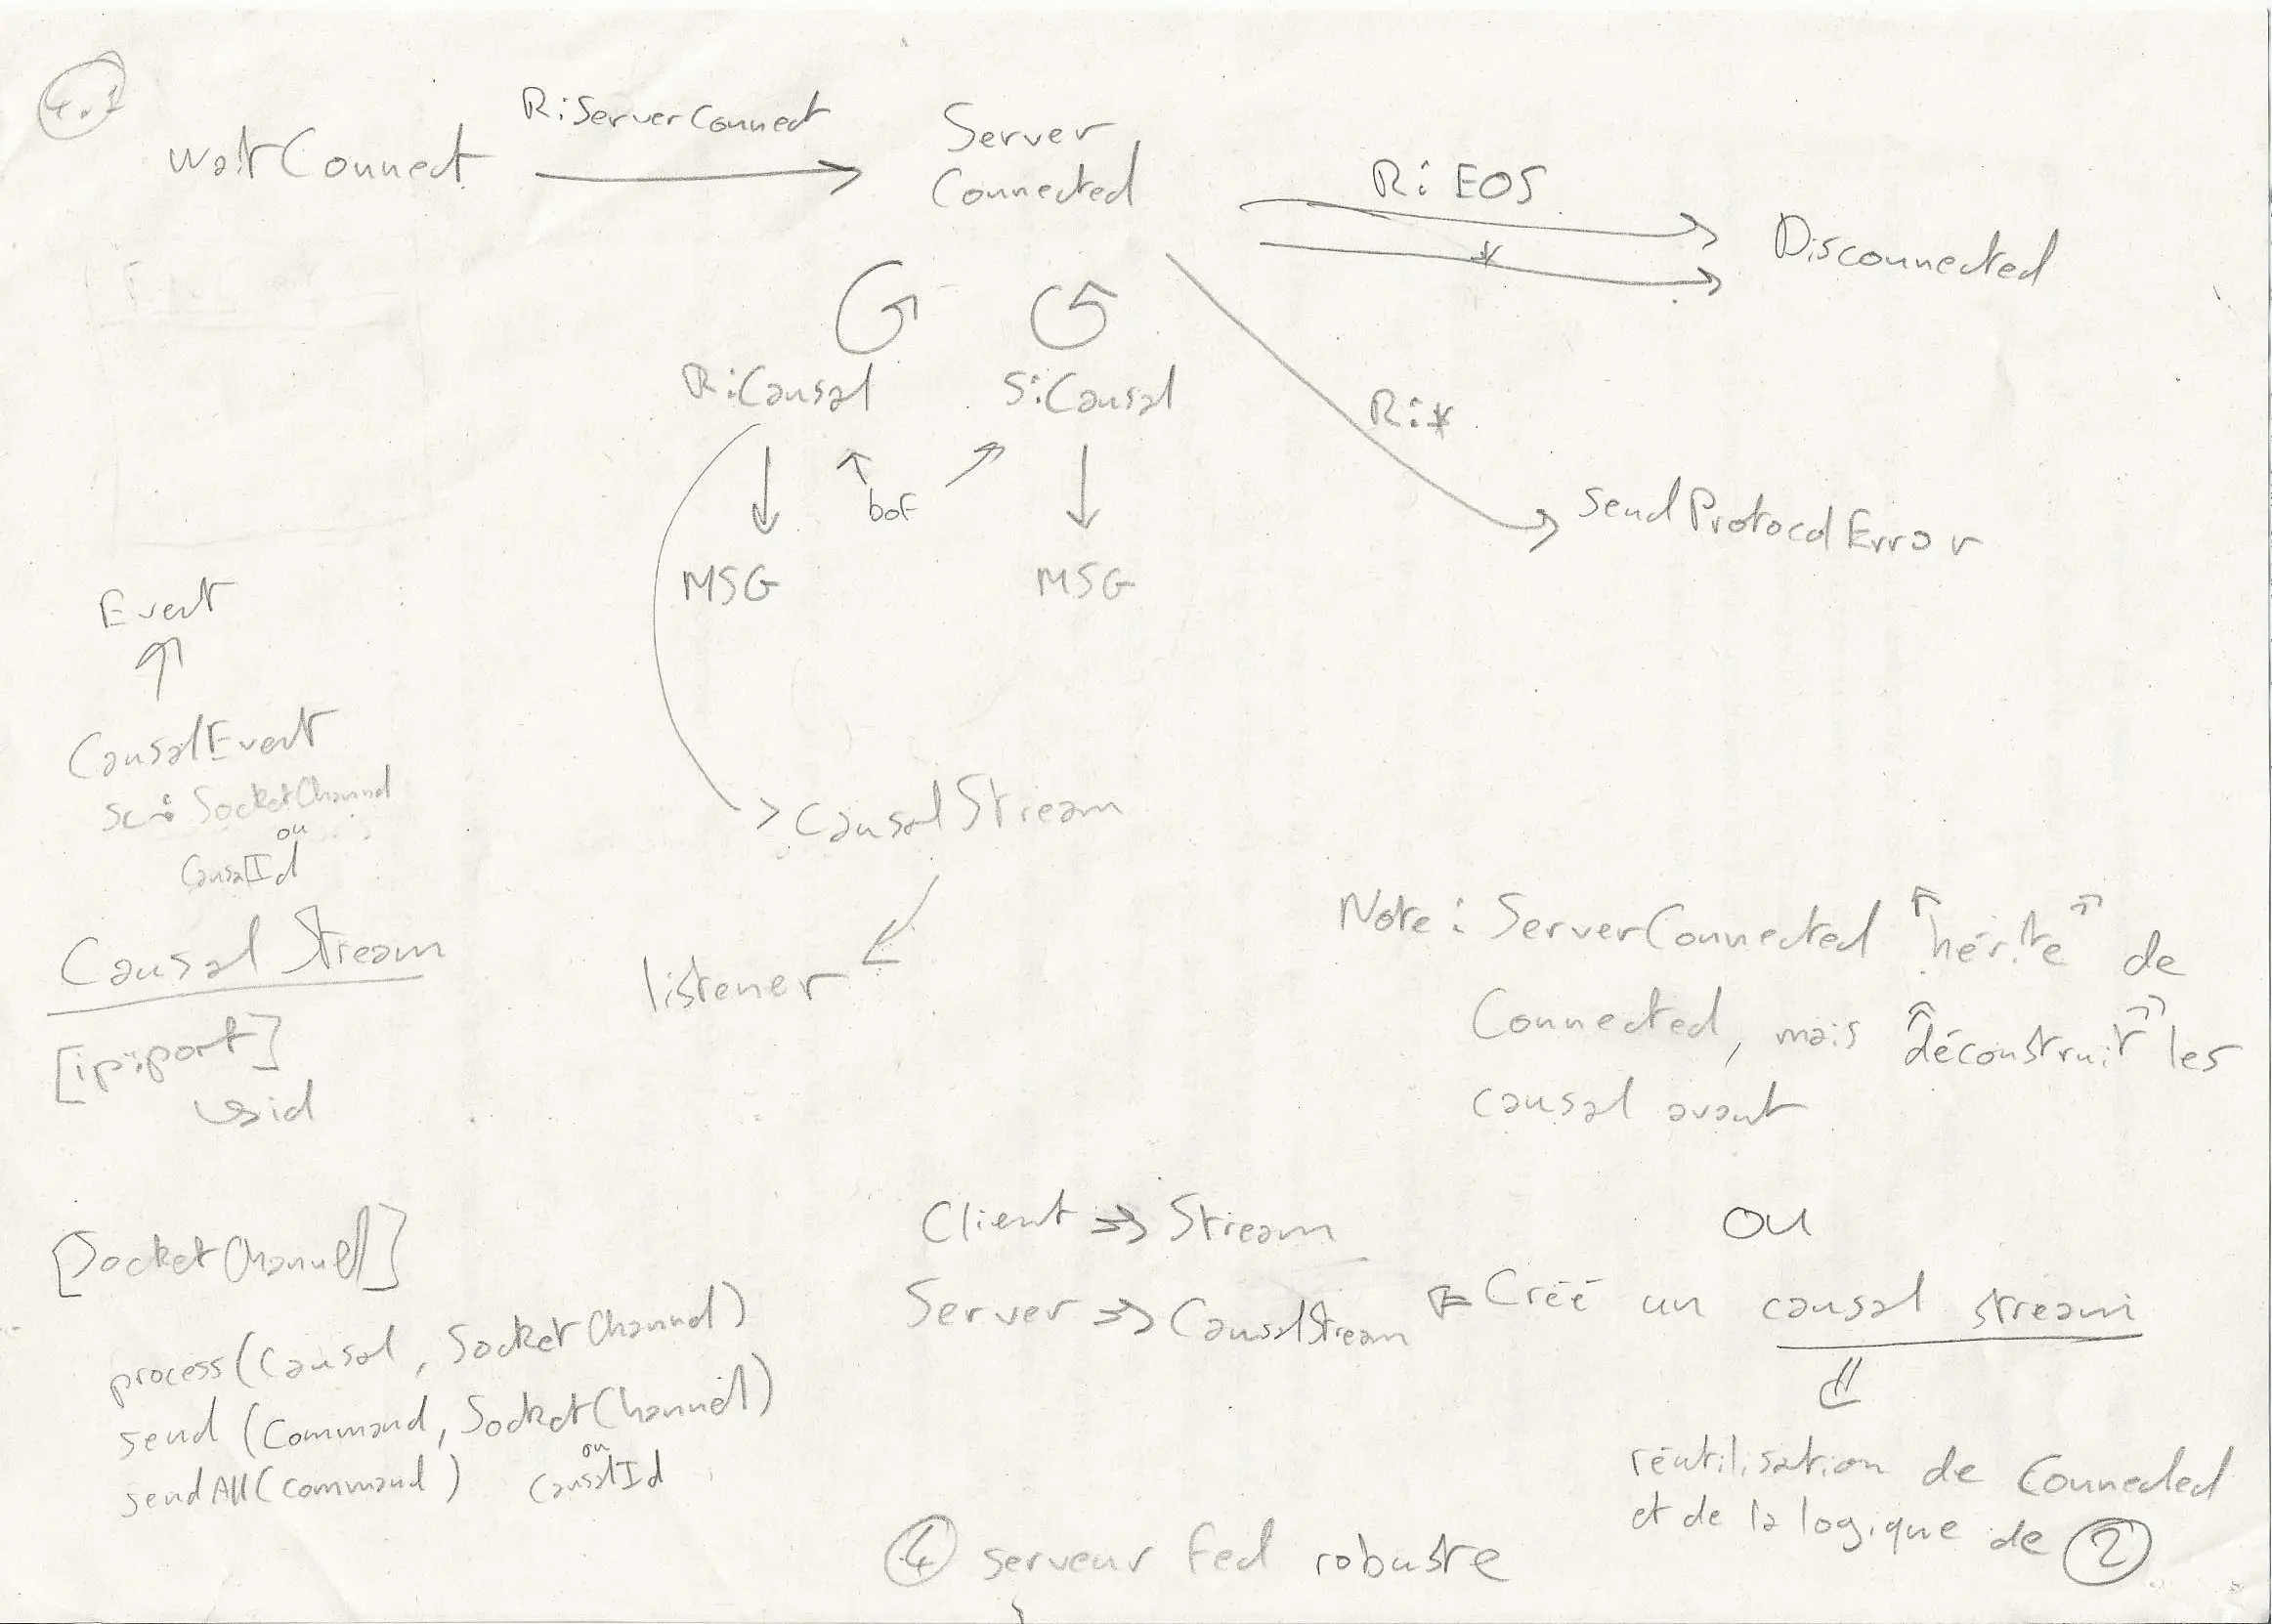 4.1
waitConnect
R:ServerConnect
Server
Connected
R: EOS
*
Disconnected
R:Causal
S:Causal
R:*
bof
MSG
MSG
sendProtocolError
Event
CausalEvent
sc: SocketChannel
ou
CausalId
CausalStream
listener
Causal Stream
[ip:port]
id
Note: ServerConnected "hérite" de
Connected, mais "déconstruit" les
causal avant
[SocketChannel]
process(Causal, SocketChannel)
send (Command, SocketChannel)
ou
sendAll(command)
CausalId
Client => Stream
Server => CausalStream
OU
Créé un causal stream
réutilisation de Connected
et de la logique de 2
4 serveur Fed robuste